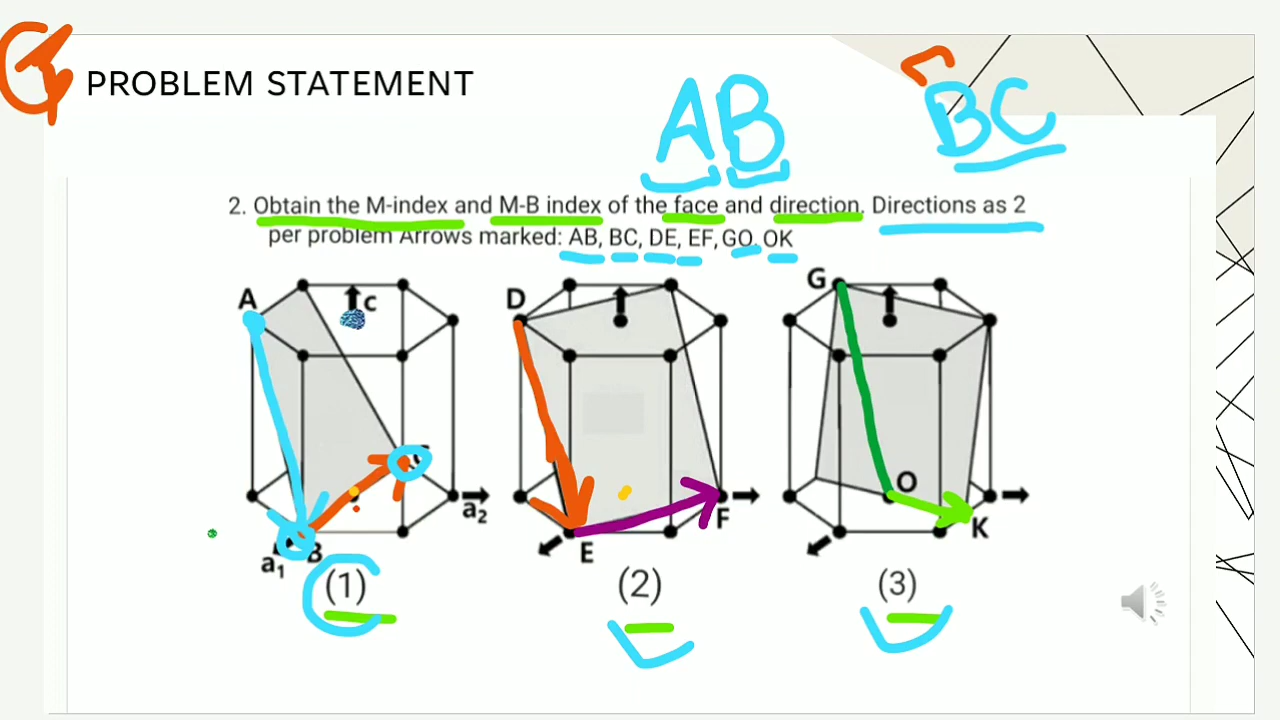 PROBLEM STATEMENT
AB
BC
2. Obtain the M-index and M-B index of the face and direction. Directions as 2
per problem Arrows marked: AB, BC, DE, EF, GO, OK
A
c
D
G
a₂
O
F
K
a₁
B
E
(1)
(2)
(3)